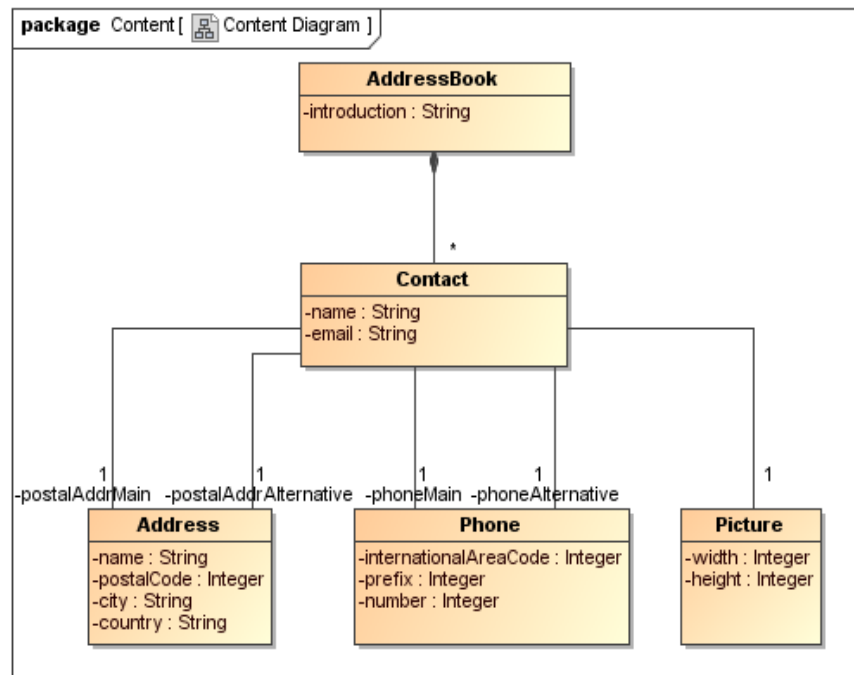 package Content [ Content Diagram ]
AddressBook
-introduction : String
*
Contact
-name : String
-email : String
1 1 1 1 1
-postalAddrMain -postalAddrAlternative -phoneMain -phoneAlternative
Address
-name : String
-postalCode : Integer
-city : String
-country : String
Phone
-internationalAreaCode : Integer
-prefix : Integer
-number : Integer
Picture
-width : Integer
-height : Integer